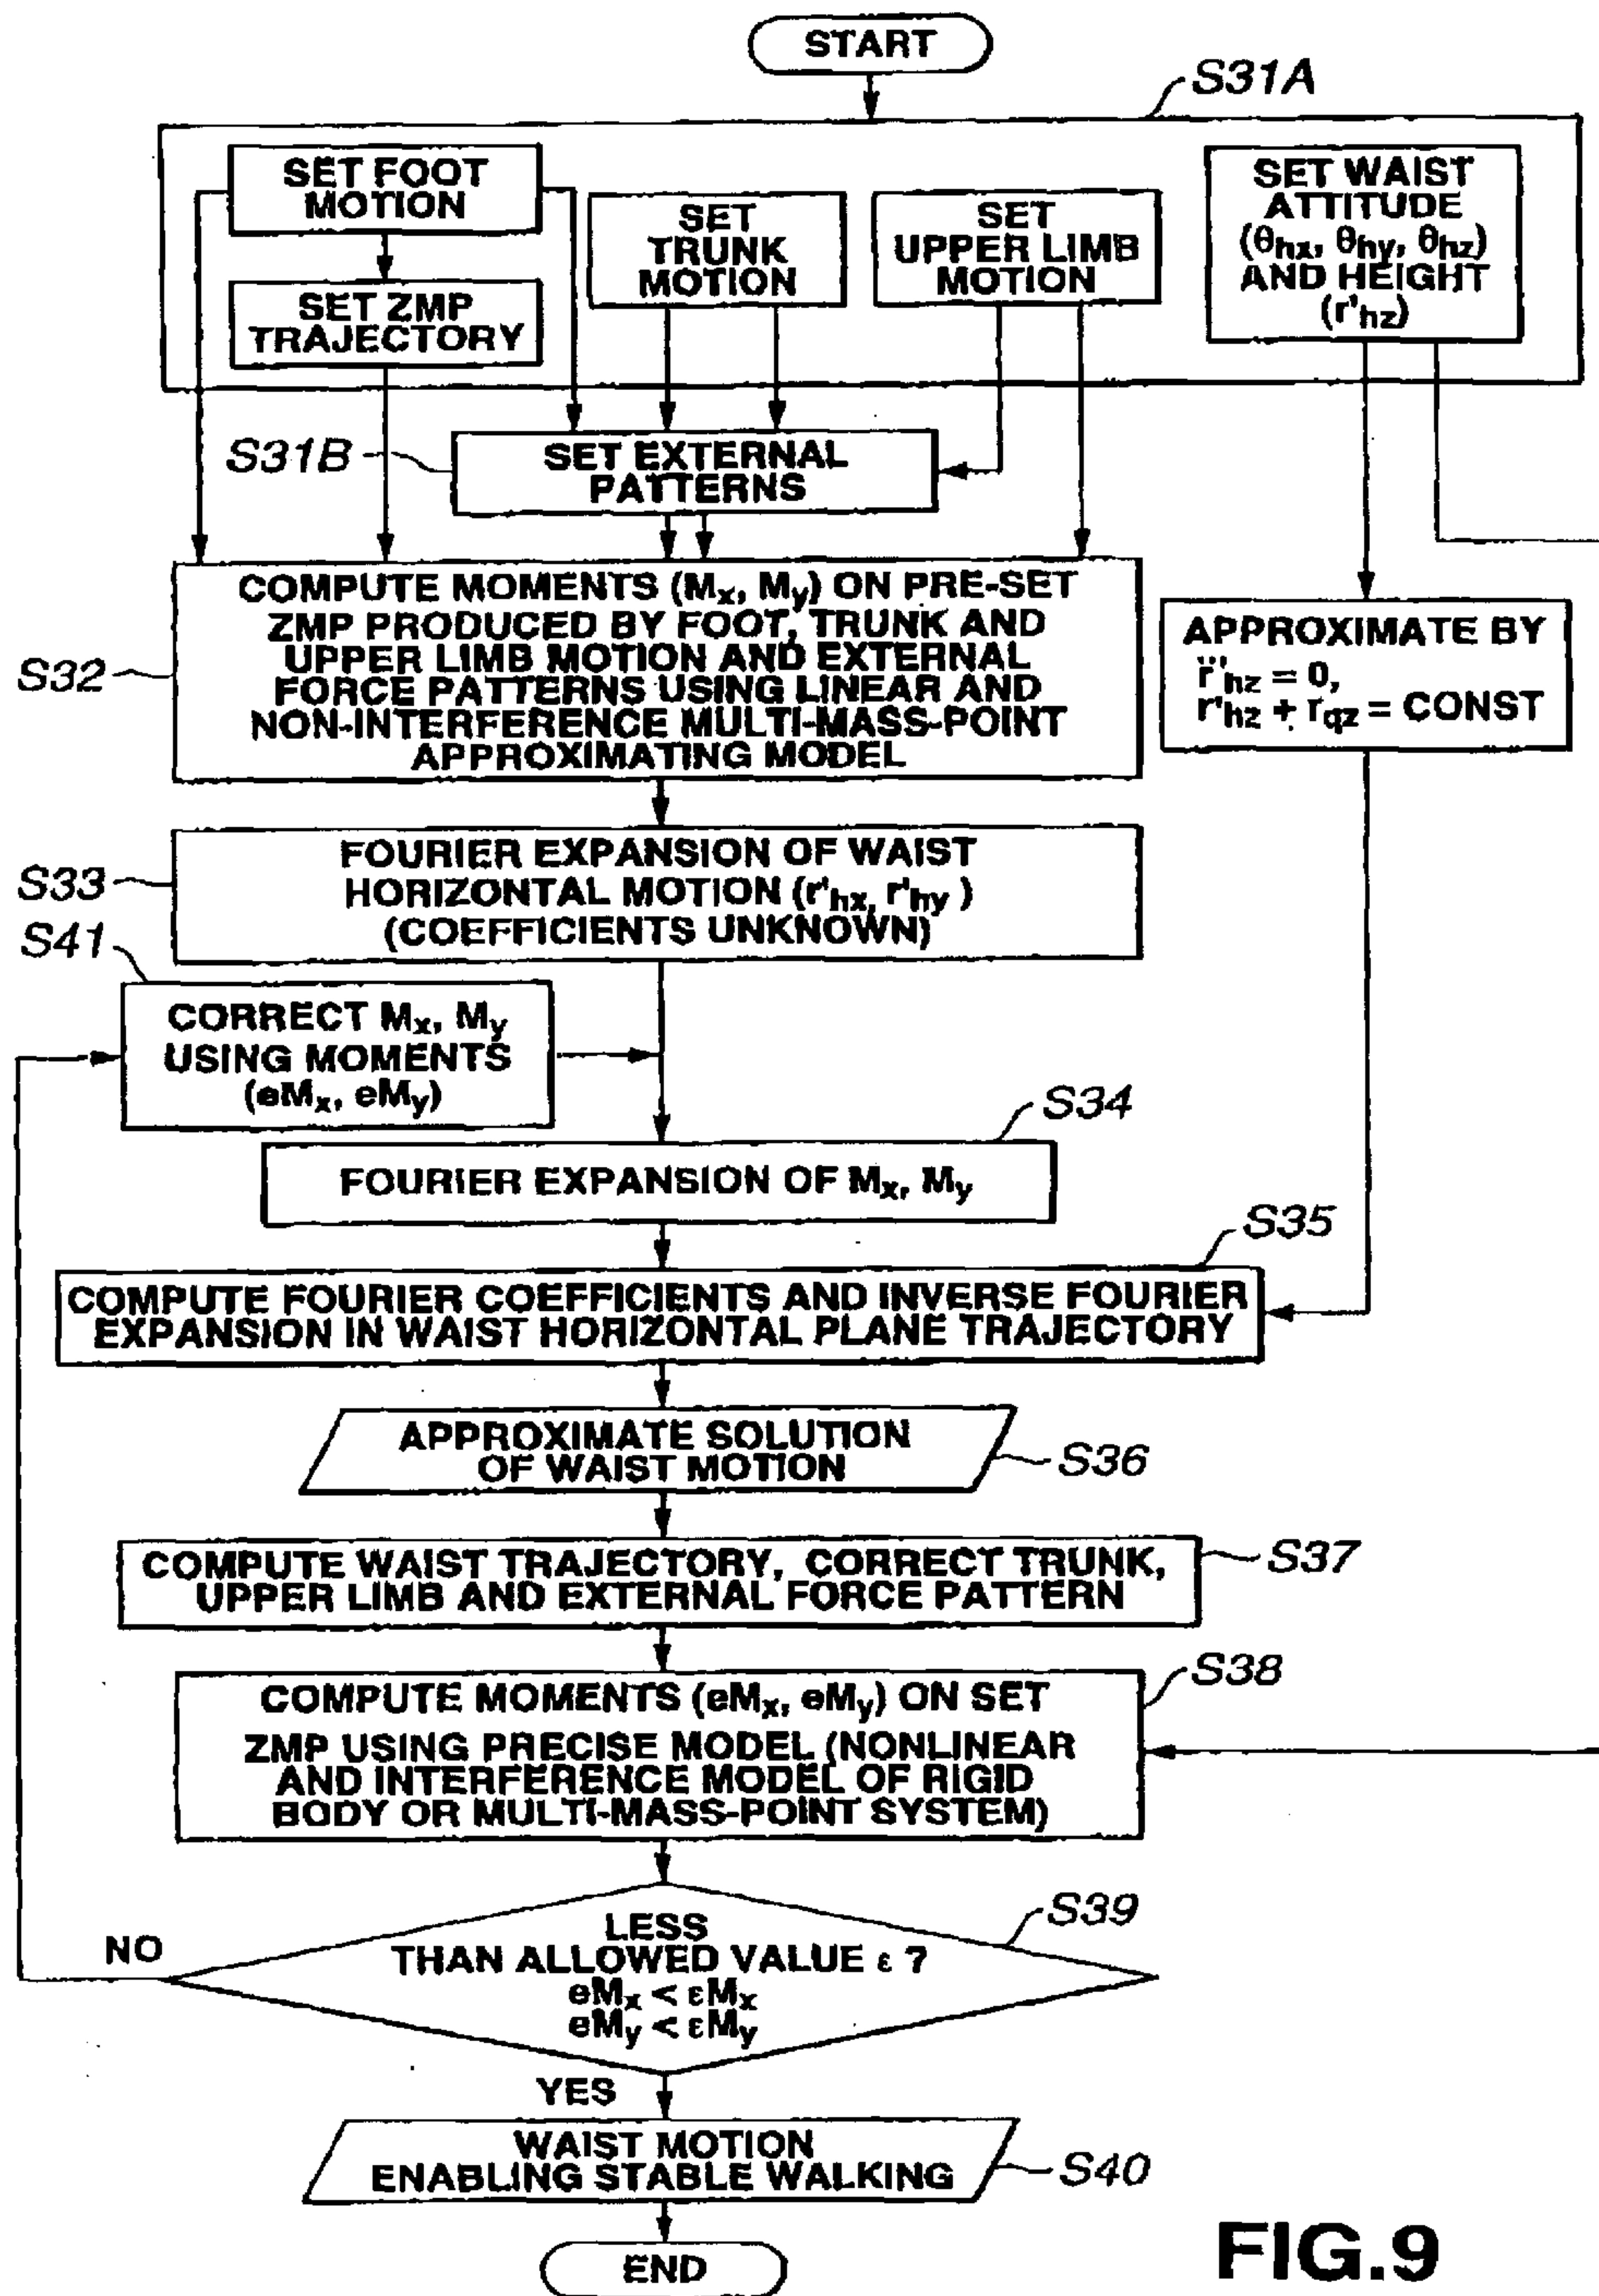 START
S31A
SET FOOT
MOTION
SET ZMP
TRAJECTORY
SET
TRUNK
MOTION
SET
UPPER LIMB
MOTION
SET WAIST
ATTITUDE
(θhx, θhy, θhz)
AND HEIGHT
(r'hz)
S31B
SET EXTERNAL
PATTERNS
S32
COMPUTE MOMENTS (Mx, My) ON PRE-SET
ZMP PRODUCED BY FOOT, TRUNK AND
UPPER LIMB MOTION AND EXTERNAL
FORCE PATTERNS USING LINEAR AND
NON-INTERFERENCE MULTI-MASS-POINT
APPROXIMATING MODEL
APPROXIMATE BY
r̈'hz = 0,
r'hz + rqz = CONST
S33
FOURIER EXPANSION OF WAIST
HORIZONTAL MOTION (r'hx, r'hy)
(COEFFICIENTS UNKNOWN)
S41
CORRECT Mx, My
USING MOMENTS
(eMx, eMy)
S34
FOURIER EXPANSION OF Mx, My
S35
COMPUTE FOURIER COEFFICIENTS AND INVERSE FOURIER
EXPANSION IN WAIST HORIZONTAL PLANE TRAJECTORY
APPROXIMATE SOLUTION
OF WAIST MOTION
S36
COMPUTE WAIST TRAJECTORY, CORRECT TRUNK,
UPPER LIMB AND EXTERNAL FORCE PATTERN
S37
COMPUTE MOMENTS (eMx, eMy) ON SET
ZMP USING PRECISE MODEL (NONLINEAR
AND INTERFERENCE MODEL OF RIGID
BODY OR MULTI-MASS-POINT SYSTEM)
S38
S39
NO
LESS
THAN ALLOWED VALUE ε ?
eMx < εMx
eMy < εMy
YES
WAIST MOTION
ENABLING STABLE WALKING
S40
END
FIG.9